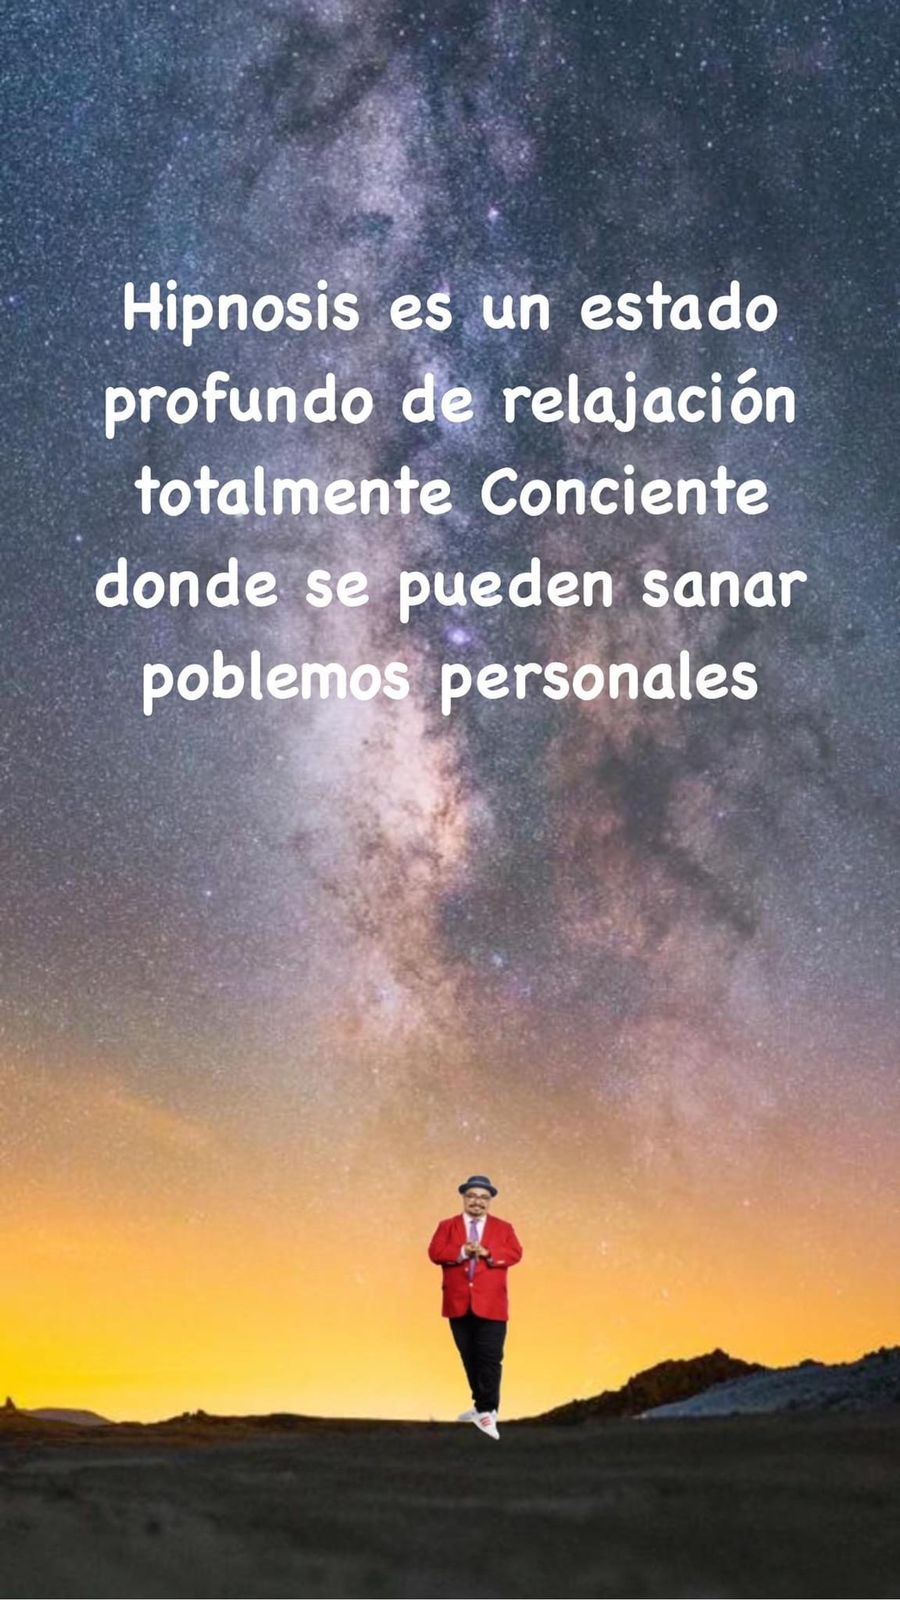 Hipnosis es un estado
profundo de relajación
totalmente Conciente
donde se pueden sanar
poblemos personales